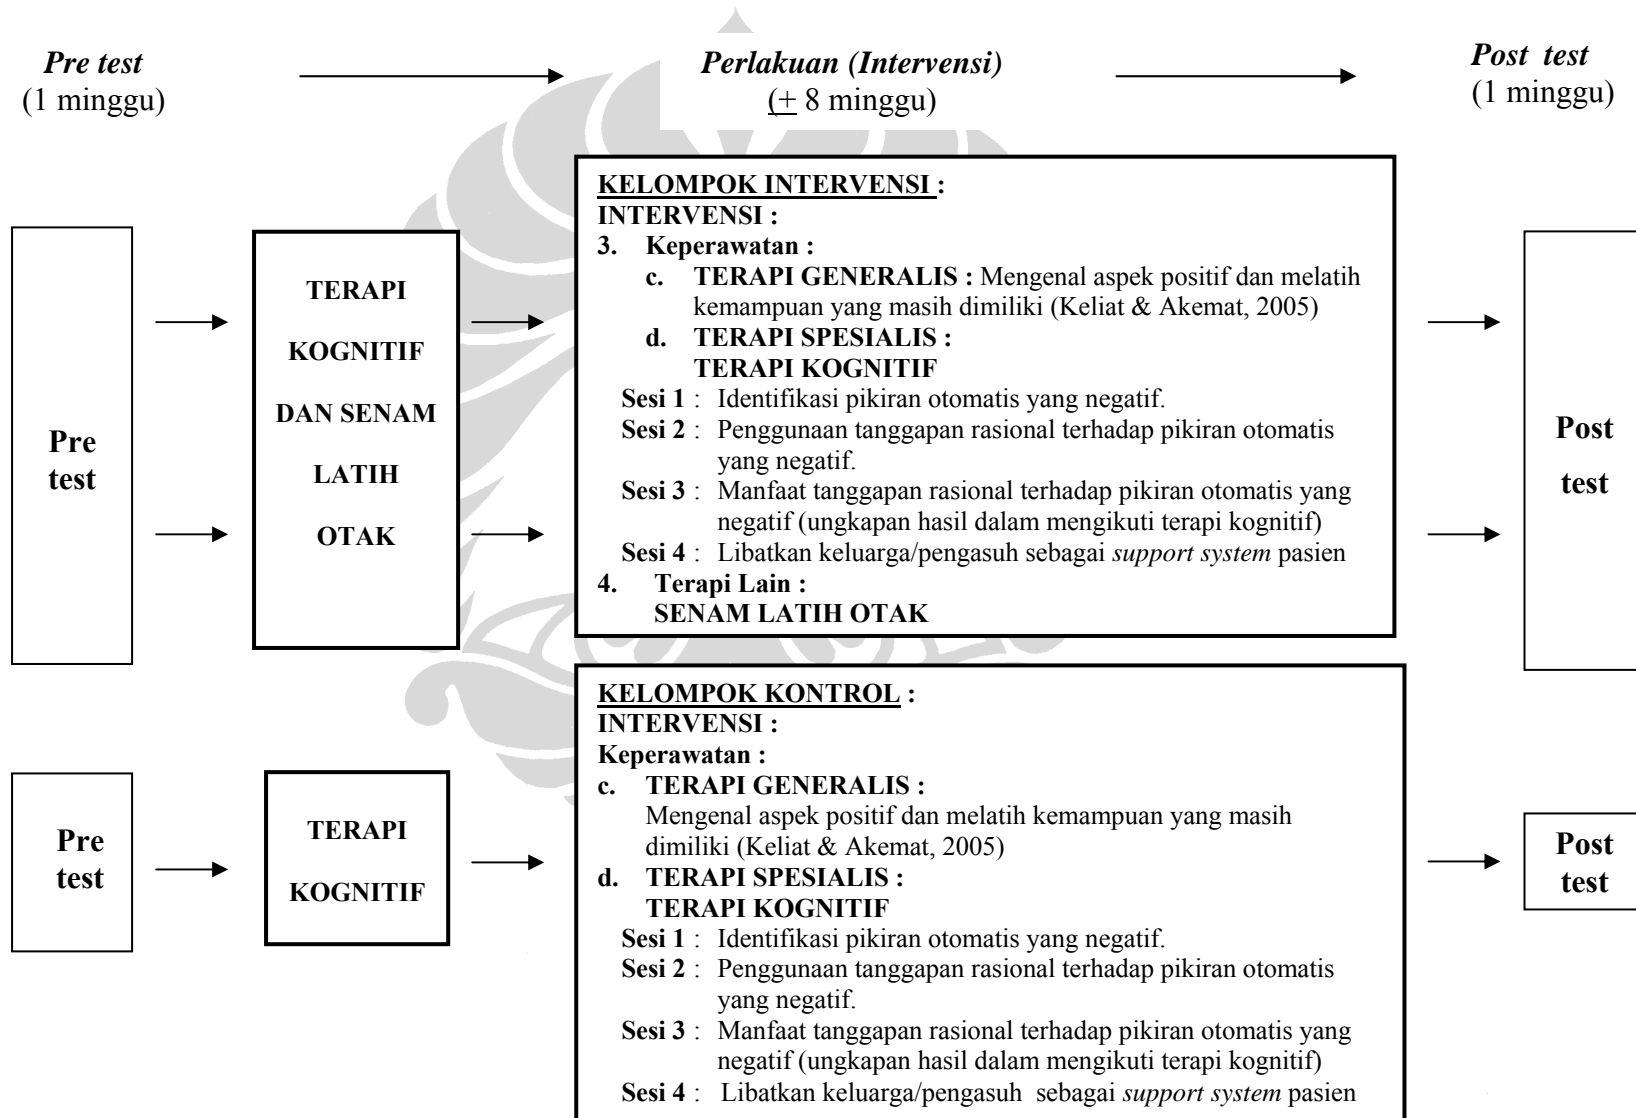 Pre test
(1 minggu)
Perlakuan (Intervensi)
(+ 8 minggu)
Post test
(1 minggu)
Pre
test
TERAPI
KOGNITIF
DAN SENAM
LATIH
OTAK
KELOMPOK INTERVENSI :
INTERVENSI :
3. Keperawatan :
c. TERAPI GENERALIS : Mengenal aspek positif dan melatih
kemampuan yang masih dimiliki (Keliat & Akemat, 2005)
d. TERAPI SPESIALIS :
TERAPI KOGNITIF
Sesi 1 : Identifikasi pikiran otomatis yang negatif.
Sesi 2 : Penggunaan tanggapan rasional terhadap pikiran otomatis
yang negatif.
Sesi 3 : Manfaat tanggapan rasional terhadap pikiran otomatis yang
negatif (ungkapan hasil dalam mengikuti terapi kognitif)
Sesi 4 : Libatkan keluarga/pengasuh sebagai support system pasien
4. Terapi Lain :
SENAM LATIH OTAK
Post
test
Pre
test
TERAPI
KOGNITIF
KELOMPOK KONTROL :
INTERVENSI :
Keperawatan :
c. TERAPI GENERALIS :
Mengenal aspek positif dan melatih kemampuan yang masih
dimiliki (Keliat & Akemat, 2005)
d. TERAPI SPESIALIS :
TERAPI KOGNITIF
Sesi 1 : Identifikasi pikiran otomatis yang negatif.
Sesi 2 : Penggunaan tanggapan rasional terhadap pikiran otomatis
yang negatif.
Sesi 3 : Manfaat tanggapan rasional terhadap pikiran otomatis yang
negatif (ungkapan hasil dalam mengikuti terapi kognitif)
Sesi 4 : Libatkan keluarga/pengasuh sebagai support system pasien
Post
test